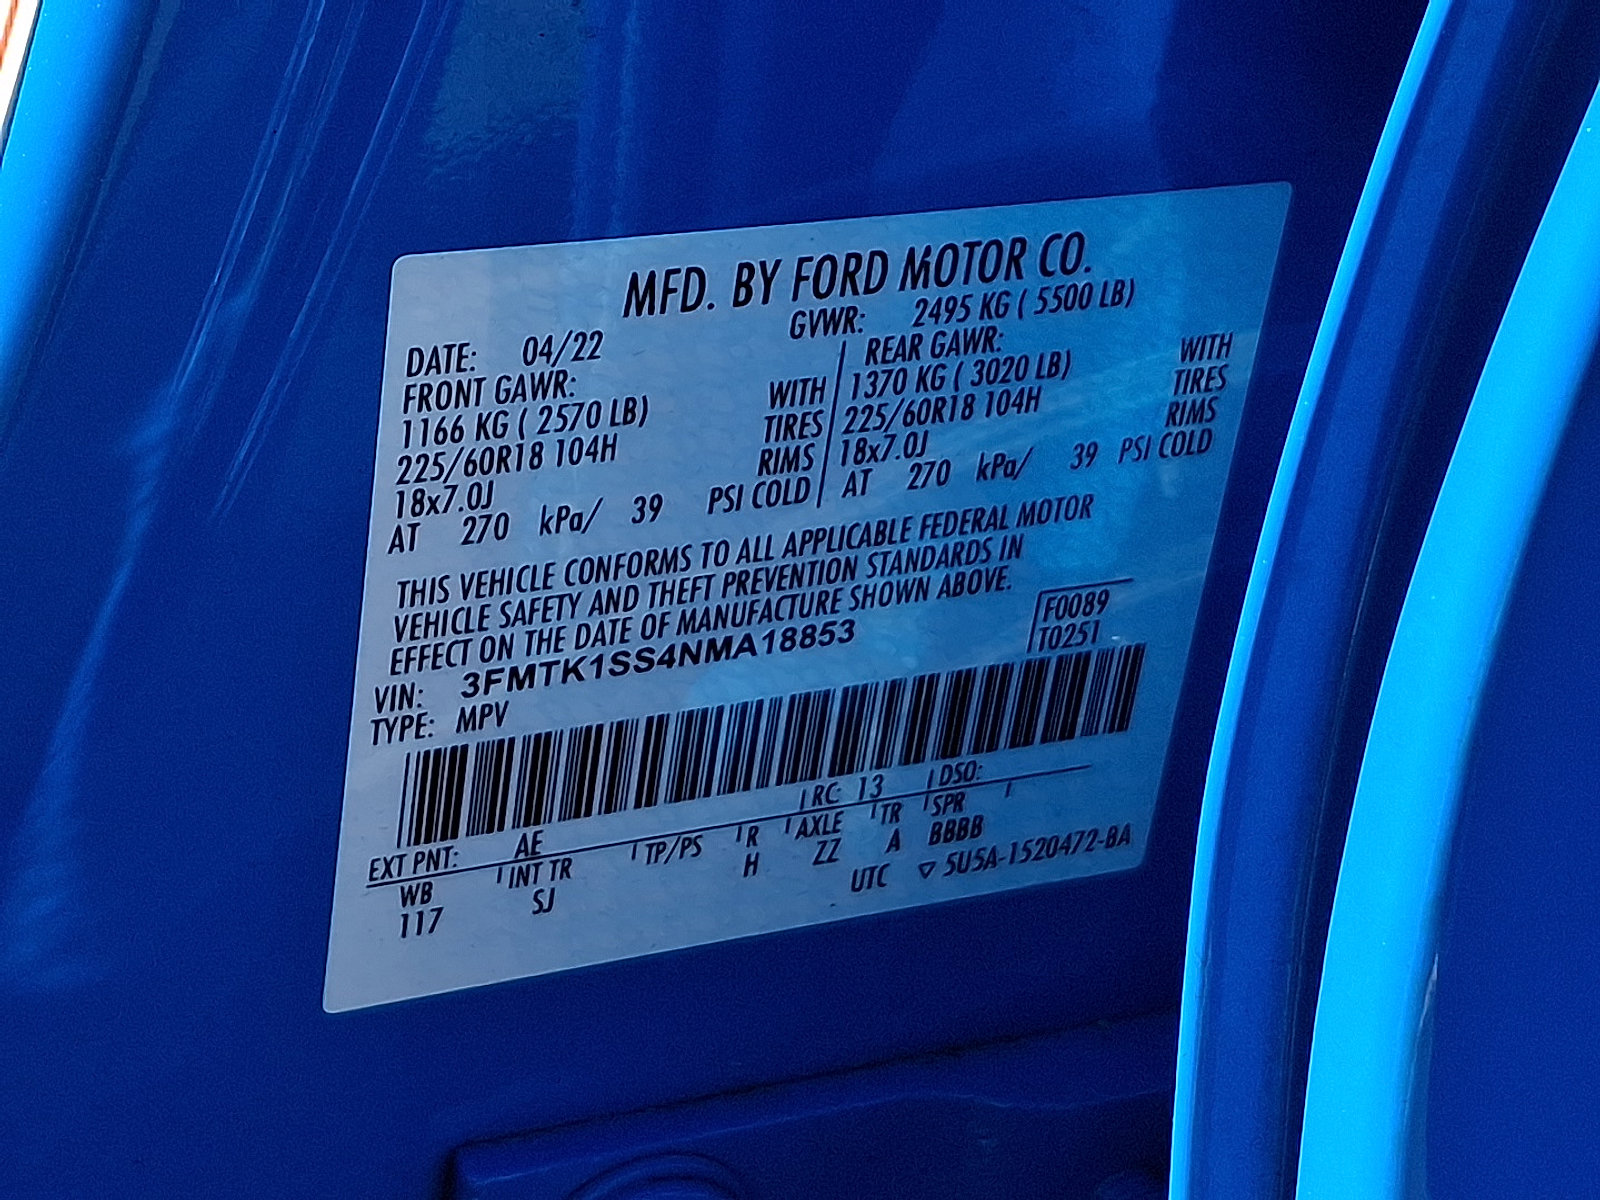 MFD. BY FORD MOTOR CO.
DATE: 04/22 GVWR: 2495 KG ( 5500 LB)
FRONT GAWR: REAR GAWR:
1166 KG ( 2570 LB) WITH 1370 KG ( 3020 LB) WITH
225/60R18 104H TIRES 225/60R18 104H TIRES
18x7.0J RIMS 18x7.0J RIMS
AT 270 kPa/ 39 PSI COLD AT 270 kPa/ 39 PSI COLD
THIS VEHICLE CONFORMS TO ALL APPLICABLE FEDERAL MOTOR
VEHICLE SAFETY AND THEFT PREVENTION STANDARDS IN
EFFECT ON THE DATE OF MANUFACTURE SHOWN ABOVE.
VIN: 3FMTK1SS4NMA18853 F0089
TYPE: MPV T0251
EXT PNT: AE RC: 13 DSO:
WB INT TR TP/PS R AXLE TR SPR
117 SJ H ZZ A BBBB
UTC ▽ 5U5A-1520472-BA